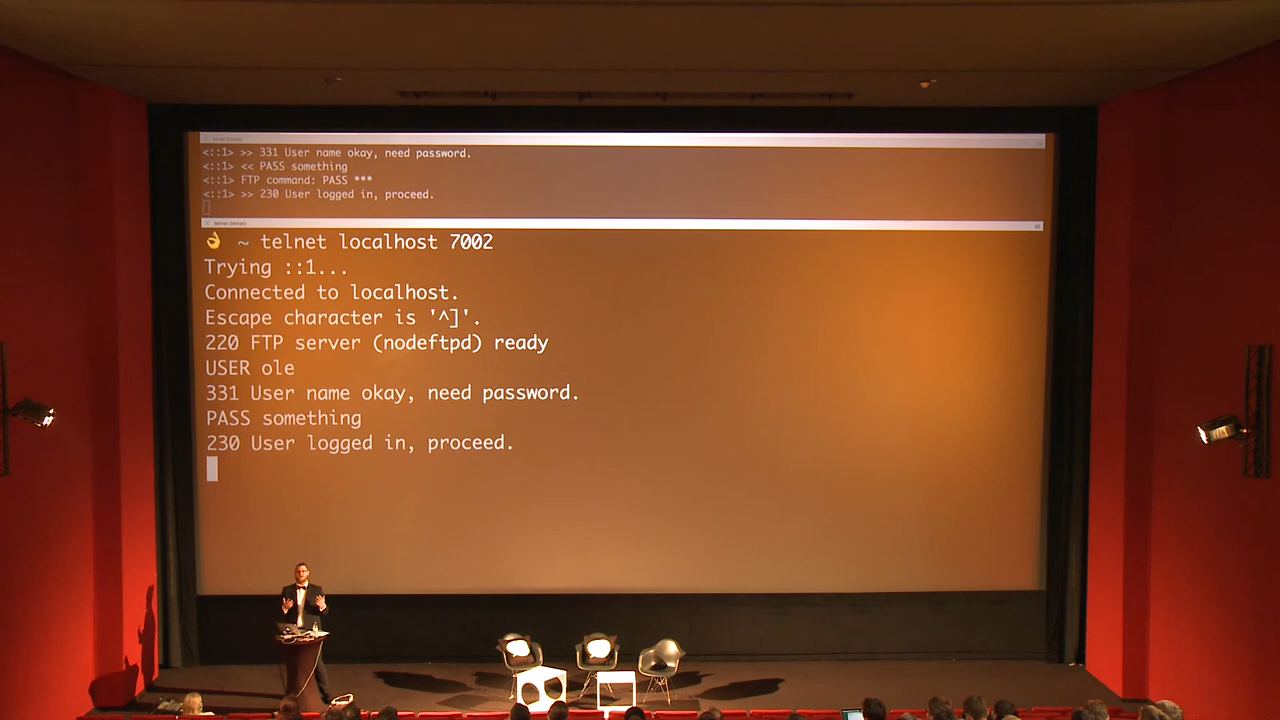 <::1> >> 331 User name okay, need password.
<::1> << PASS something
<::1> FTP command: PASS ***
<::1> >> 230 User logged in, proceed.
telnet (telnet)
👌 ~ telnet localhost 7002
Trying ::1...
Connected to localhost.
Escape character is '^]'.
220 FTP server (nodeftpd) ready
USER ole
331 User name okay, need password.
PASS something
230 User logged in, proceed.